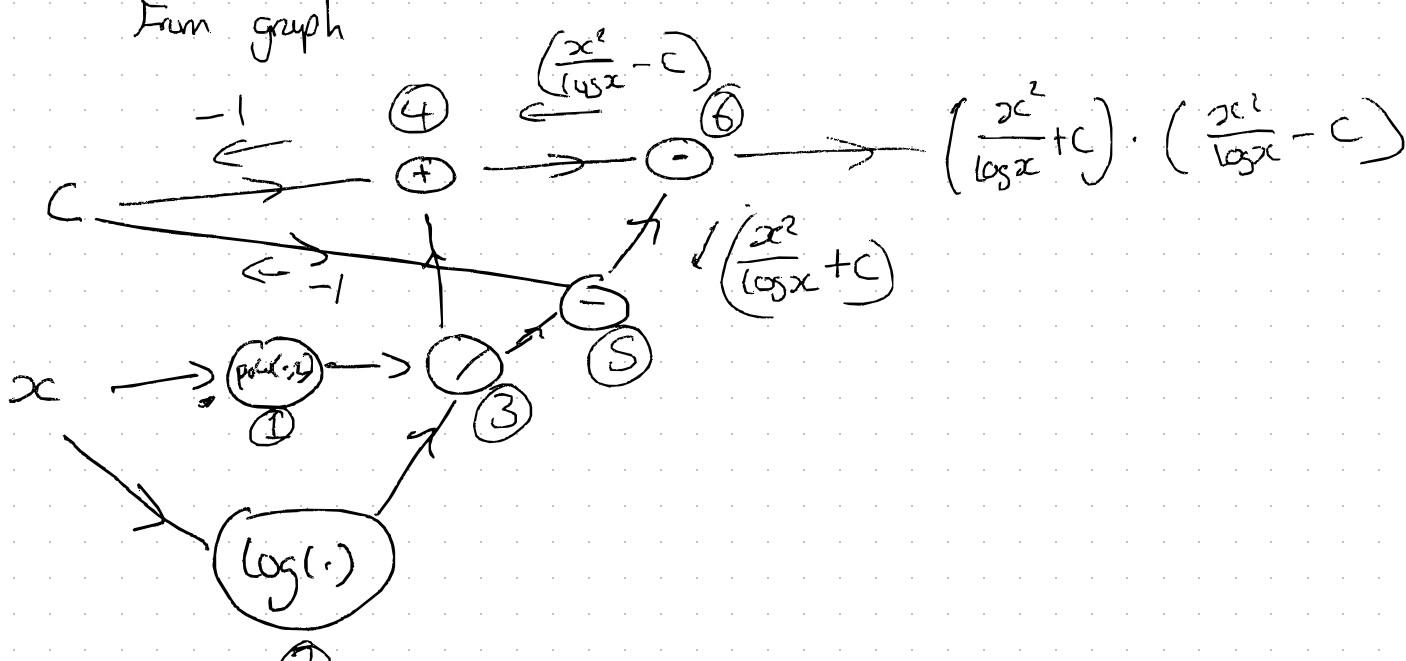 From graph
(x²/log x − C)
−1
④
⑥
(x²/log x + C) · (x²/log x − C)
+
·
C
(x²/log x + C)
−1
−
⑤
x
pow(·,2)
/
①
③
log(·)